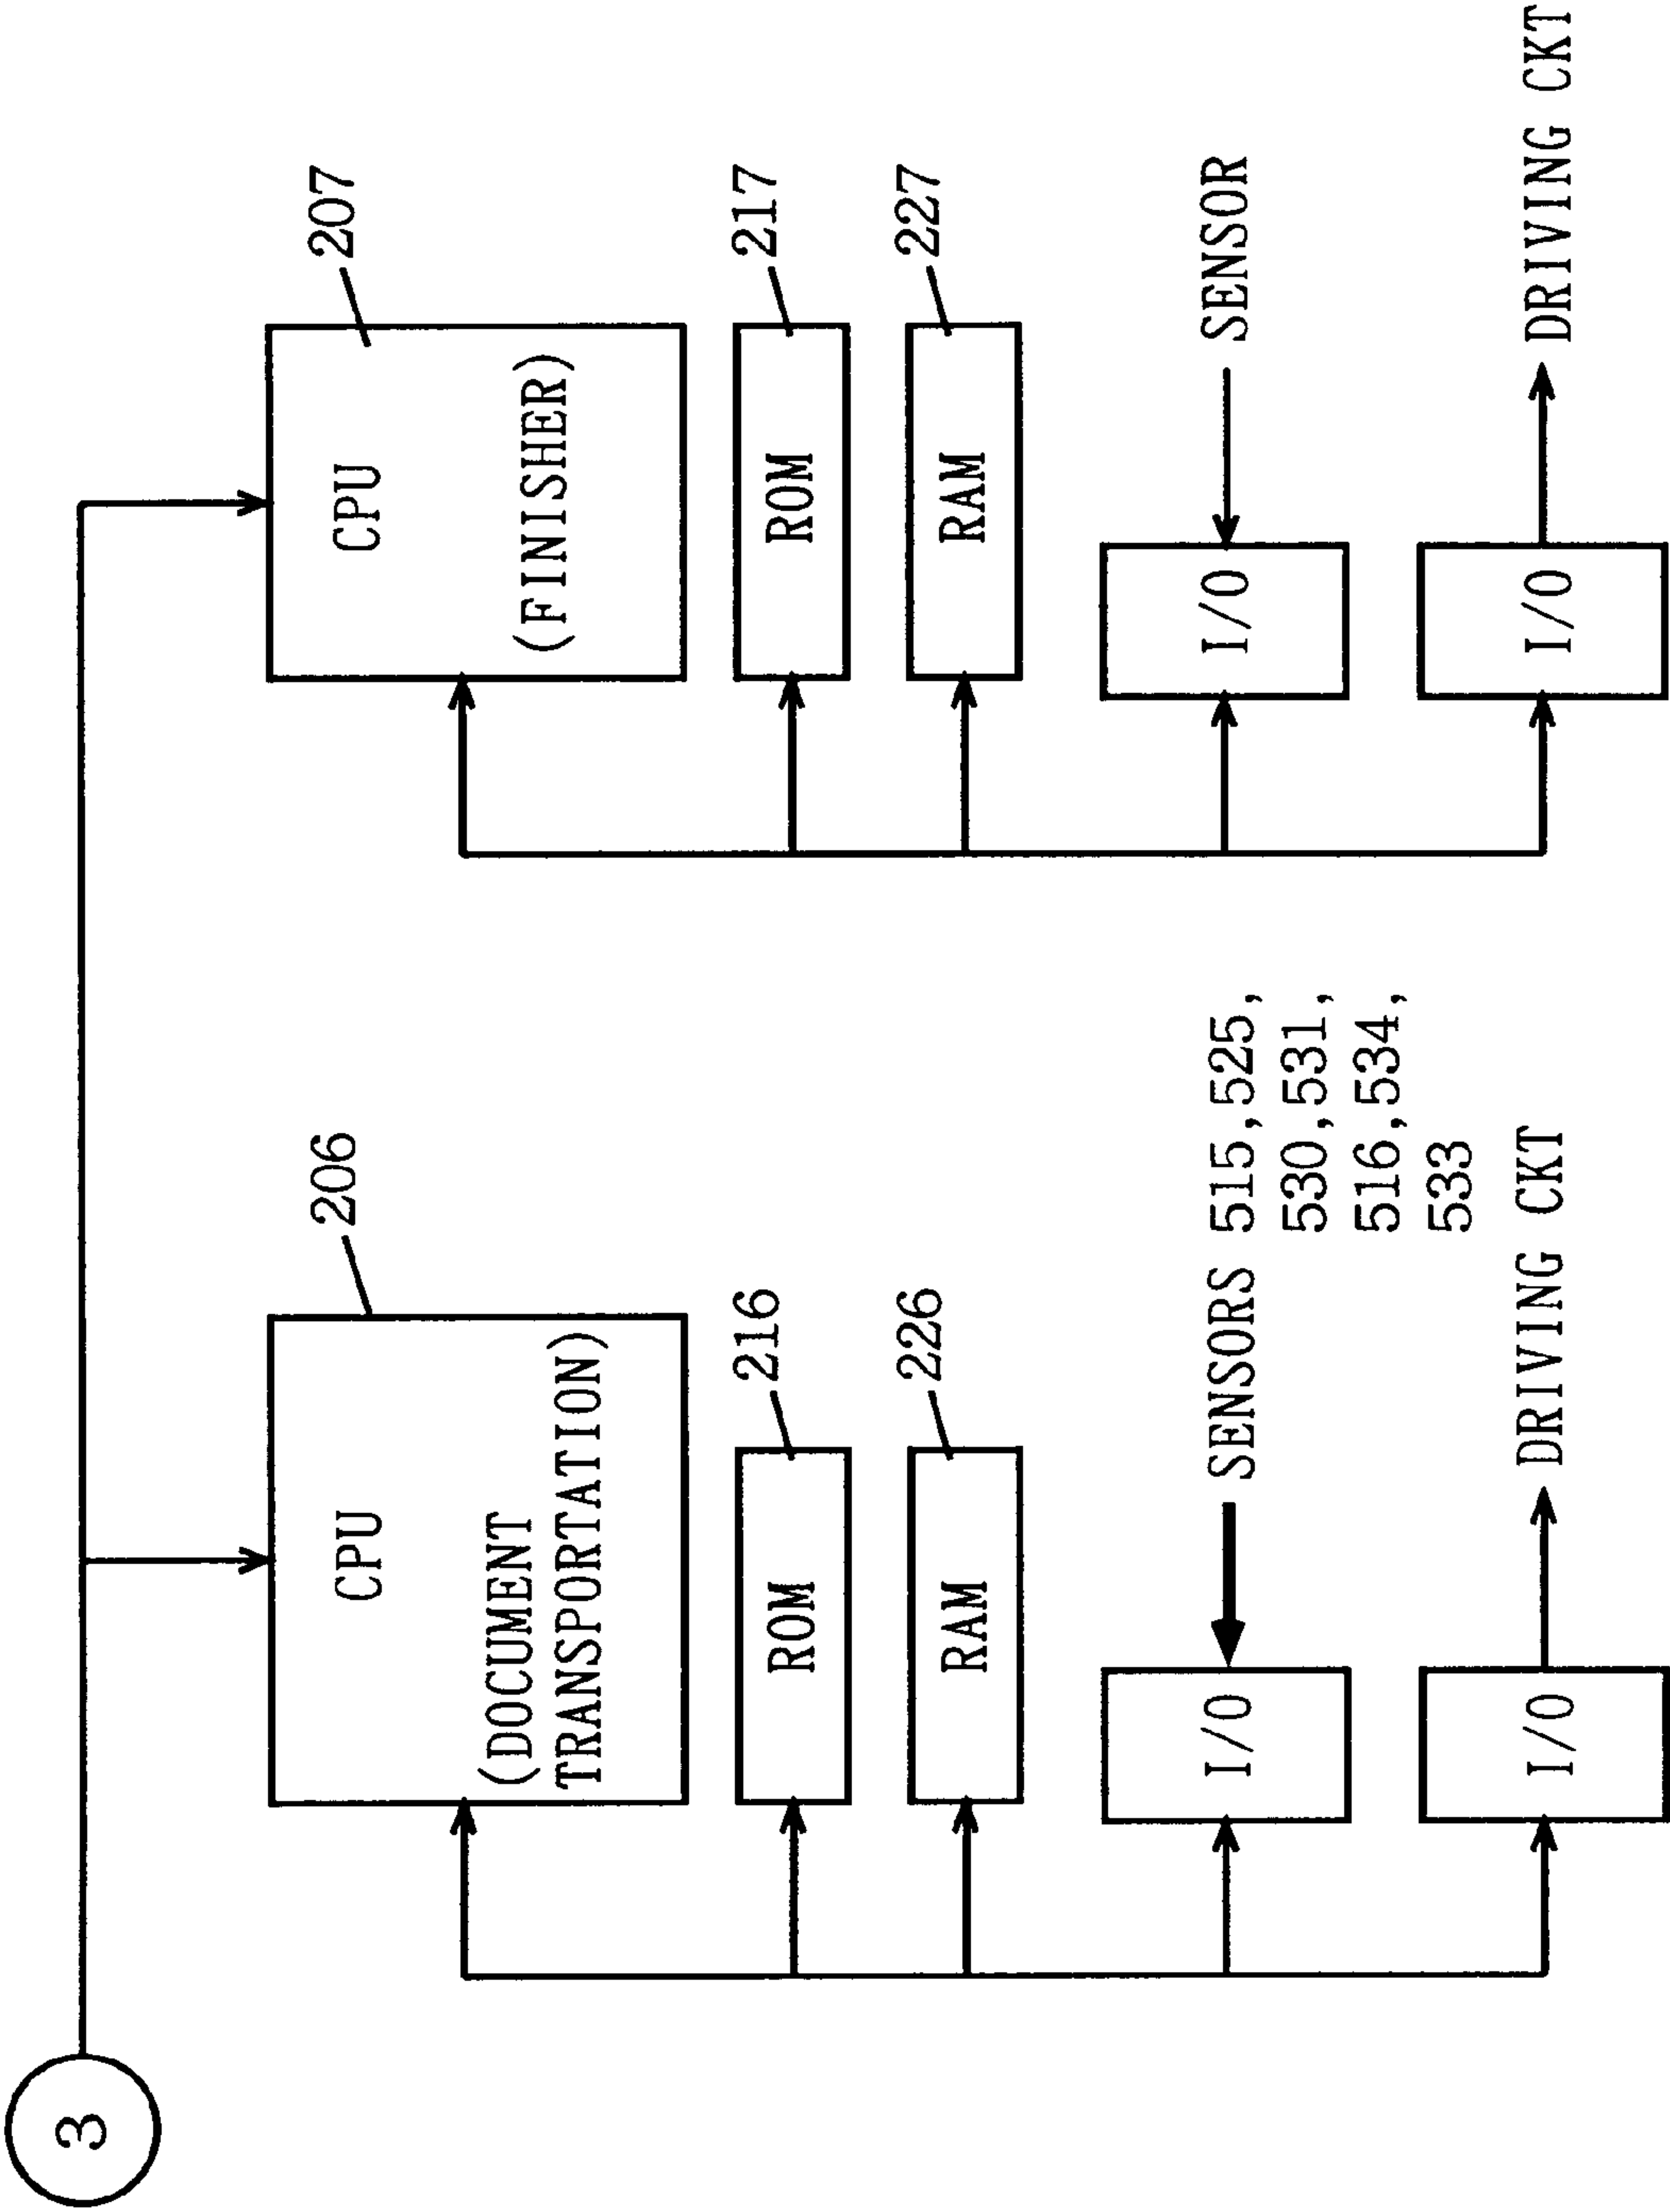 3
206
CPU
(DOCUMENT
TRANSPORTATION)
216
ROM
226
RAM
I/O
SENSORS 515,525,
530,531,
516,534,
533
I/O
DRIVING CKT
207
CPU
(FINISHER)
217
ROM
227
RAM
I/O
SENSOR
I/O
DRIVING CKT